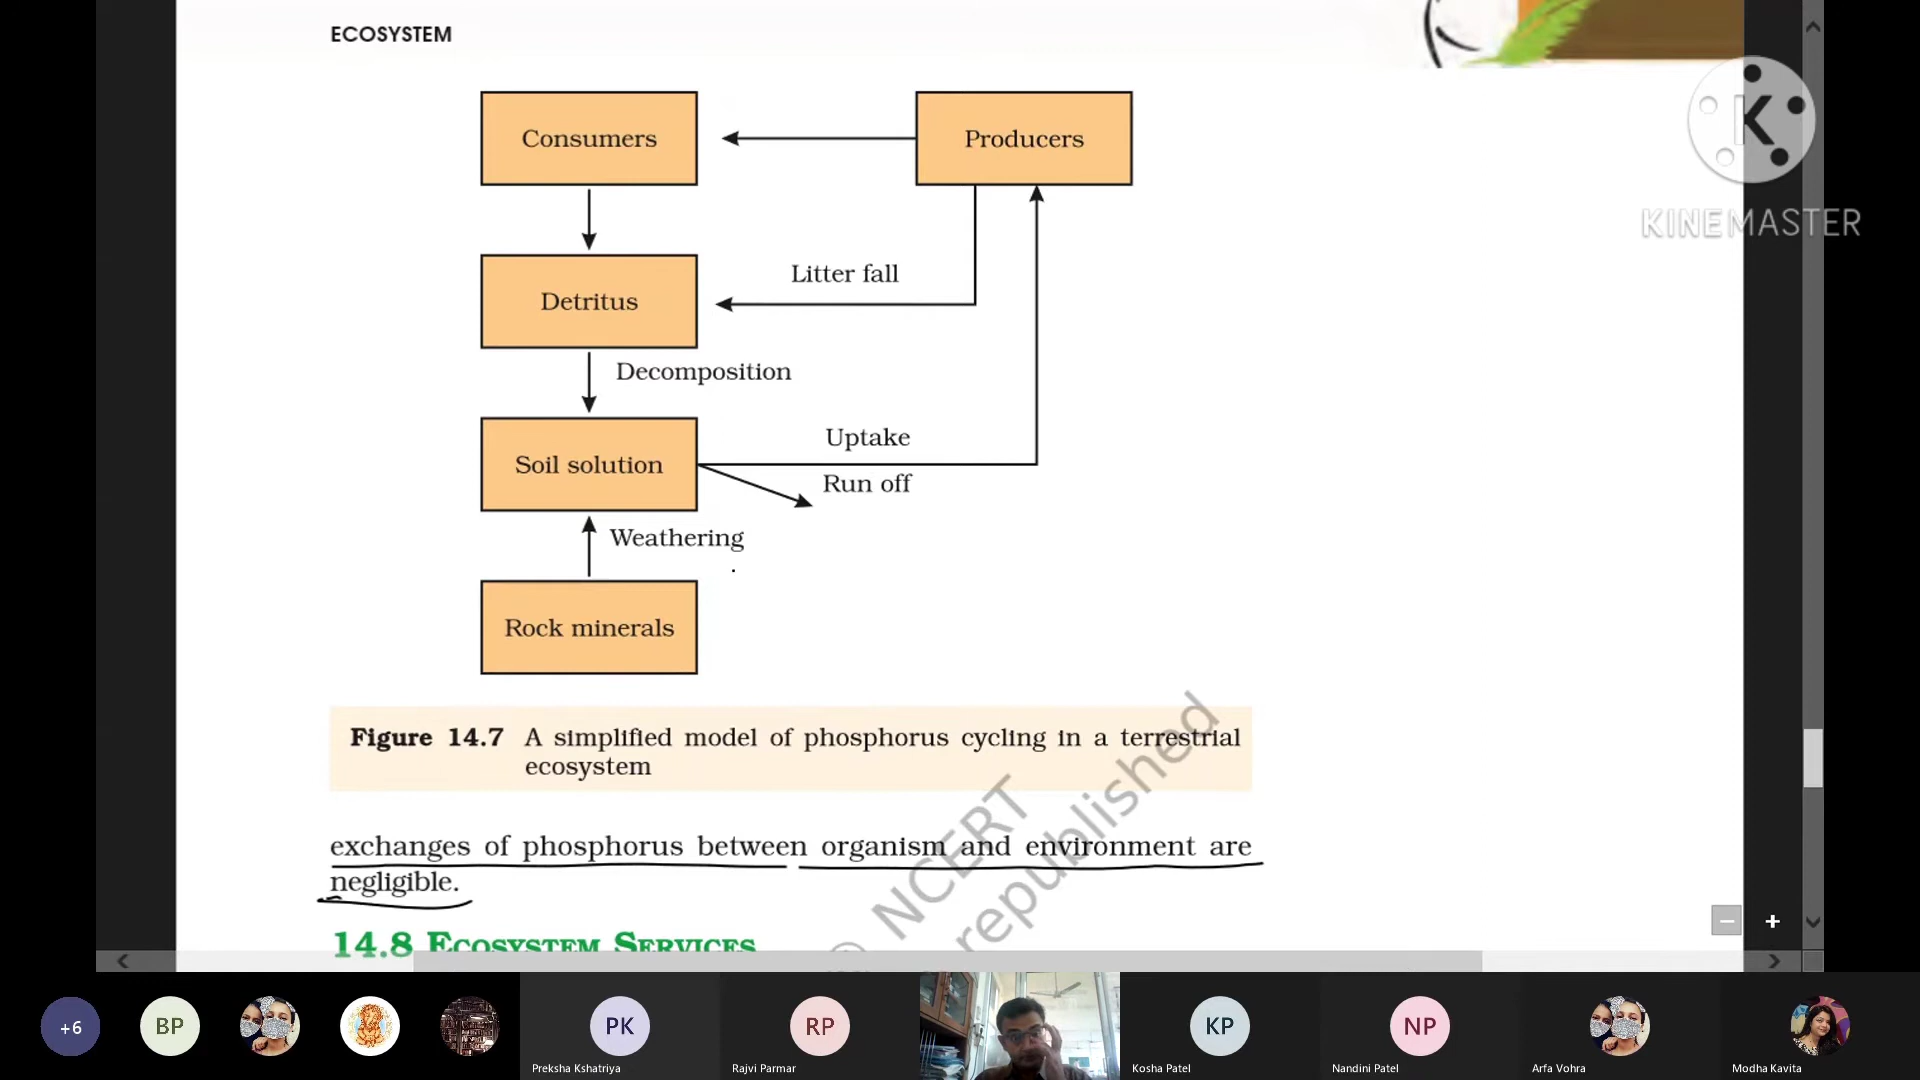 ECOSYSTEM
Consumers
Producers
Detritus
Litter fall
Decomposition
Soil solution
Uptake
Run off
Weathering
Rock minerals
Figure 14.7 A simplified model of phosphorus cycling in a terrestrial
ecosystem
exchanges of phosphorus between organism and environment are
negligible.
14.8 ECOSYSTEM SERVICES
© NCERT
republished
K
KINEMASTER
+6
BP
PK
RP
KP
NP
Preksha Kshatriya
Rajvi Parmar
Kosha Patel
Nandini Patel
Arfa Vohra
Modha Kavita